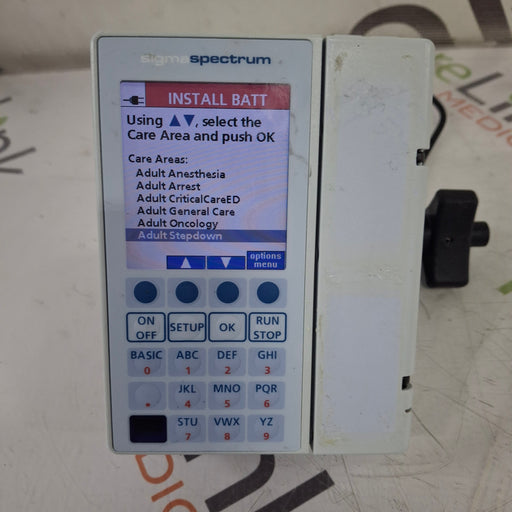 sigmaspectrum
INSTALL BATT
Using ▲▼, select the
Care Area and push OK
Care Areas:
Adult Anesthesia
Adult Arrest
Adult CriticalCareED
Adult General Care
Adult Oncology
Adult Stepdown
▲ ▼ options
menu
ON
OFF
SETUP
OK
RUN
STOP
BASIC ABC DEF GHI
0 1 2 3
JKL MNO PQR
. 4 5 6
STU VWX YZ
7 8 9